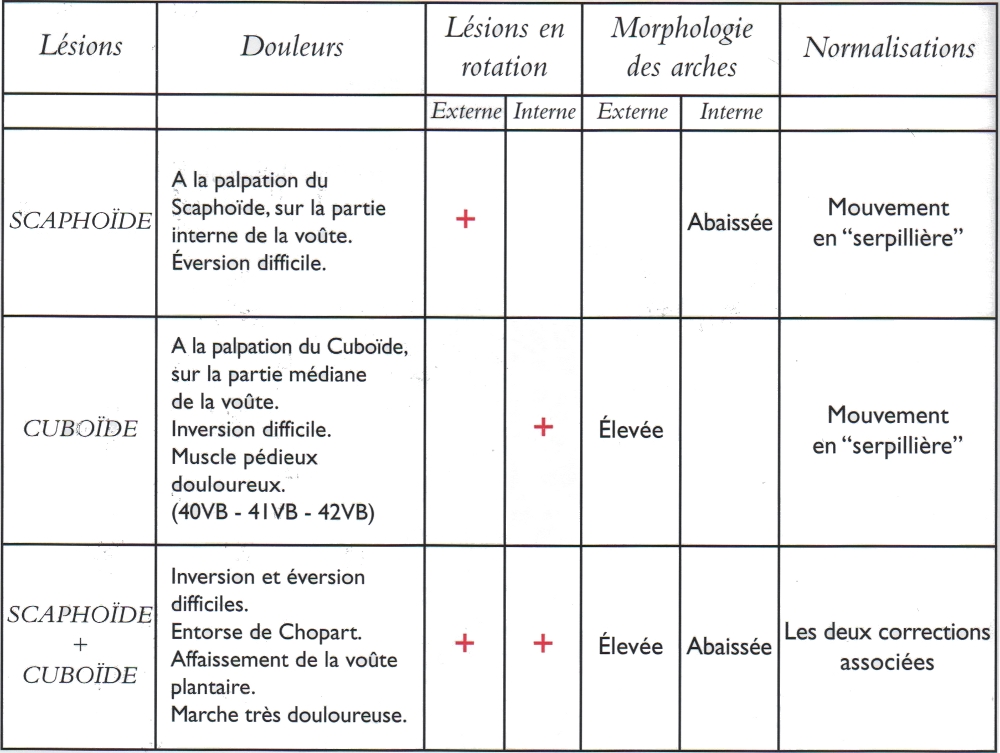 Lésions
Douleurs
Lésions en
rotation
Morphologie
des arches
Normalisations
Externe
Interne
Externe
Interne
SCAPHOÏDE
A la palpation du
Scaphoïde, sur la partie
interne de la voûte.
Éversion difficile.
+
Abaissée
Mouvement
en “serpillière”
CUBOÏDE
A la palpation du Cuboïde,
sur la partie médiane
de la voûte.
Inversion difficile.
Muscle pédieux
douloureux.
(40VB - 41VB - 42VB)
+
Élevée
Mouvement
en “serpillière”
SCAPHOÏDE
+
CUBOÏDE
Inversion et éversion
difficiles.
Entorse de Chopart.
Affaissement de la voûte
plantaire.
Marche très douloureuse.
+
+
Élevée
Abaissée
Les deux corrections
associées